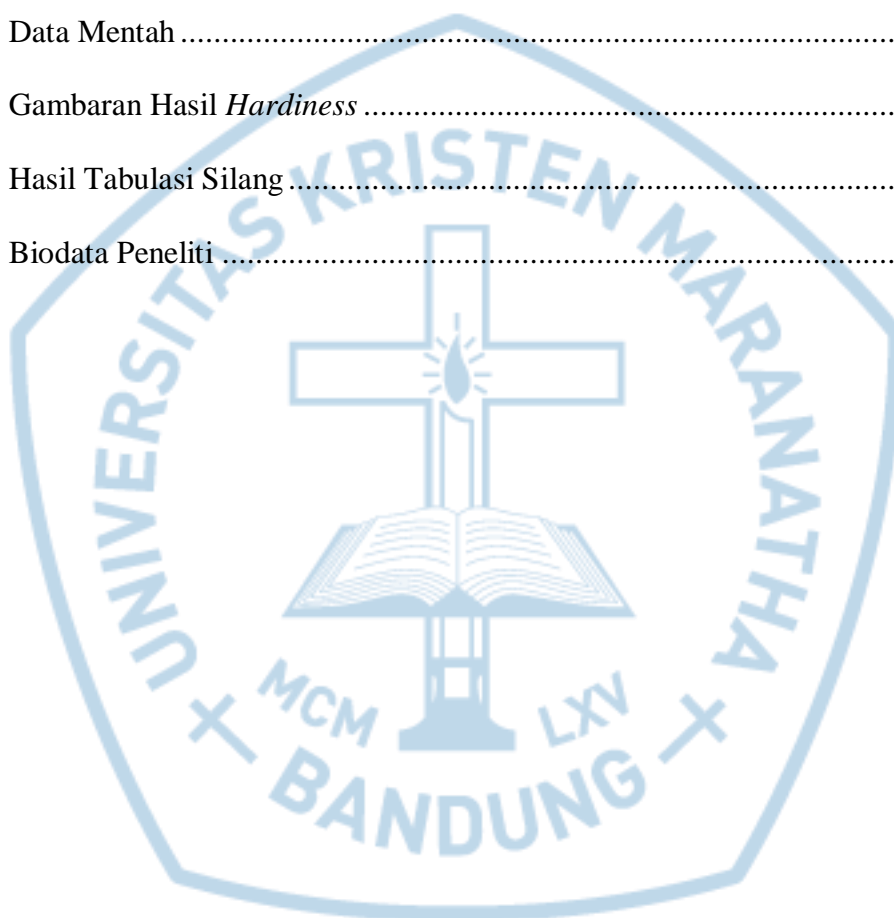 Data Mentah ........................................................................................
Gambaran Hasil Hardiness .................................................................
Hasil Tabulasi Silang ..........................................................................
Biodata Peneliti ..................................................................................
UNIVERSITAS KRISTEN MARANATHA
MCM LXV
BANDUNG